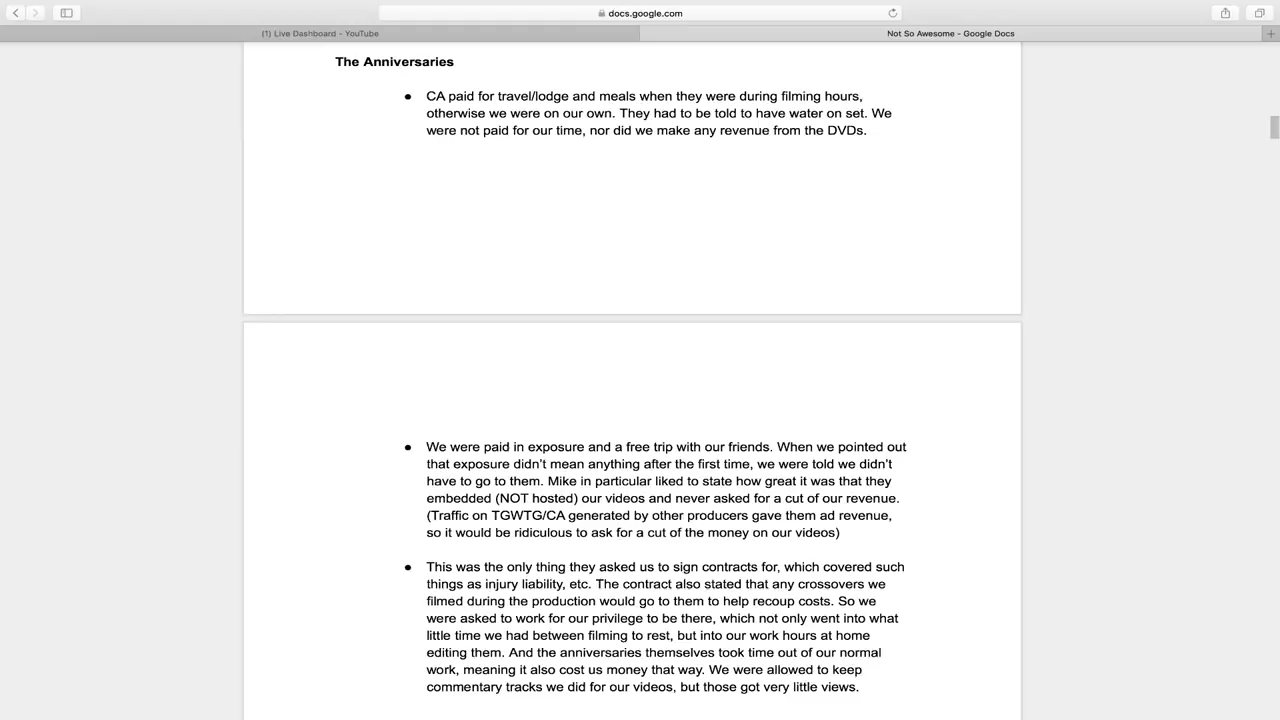 docs.google.com
(1) Live Dashboard - YouTube
Not So Awesome - Google Docs
The Anniversaries
● CA paid for travel/lodge and meals when they were during filming hours,
otherwise we were on our own. They had to be told to have water on set. We
were not paid for our time, nor did we make any revenue from the DVDs.
● We were paid in exposure and a free trip with our friends. When we pointed out
that exposure didn't mean anything after the first time, we were told we didn't
have to go to them. Mike in particular liked to state how great it was that they
embedded (NOT hosted) our videos and never asked for a cut of our revenue.
(Traffic on TGWTG/CA generated by other producers gave them ad revenue,
so it would be ridiculous to ask for a cut of the money on our videos)
● This was the only thing they asked us to sign contracts for, which covered such
things as injury liability, etc. The contract also stated that any crossovers we
filmed during the production would go to them to help recoup costs. So we
were asked to work for our privilege to be there, which not only went into what
little time we had between filming to rest, but into our work hours at home
editing them. And the anniversaries themselves took time out of our normal
work, meaning it also cost us money that way. We were allowed to keep
commentary tracks we did for our videos, but those got very little views.